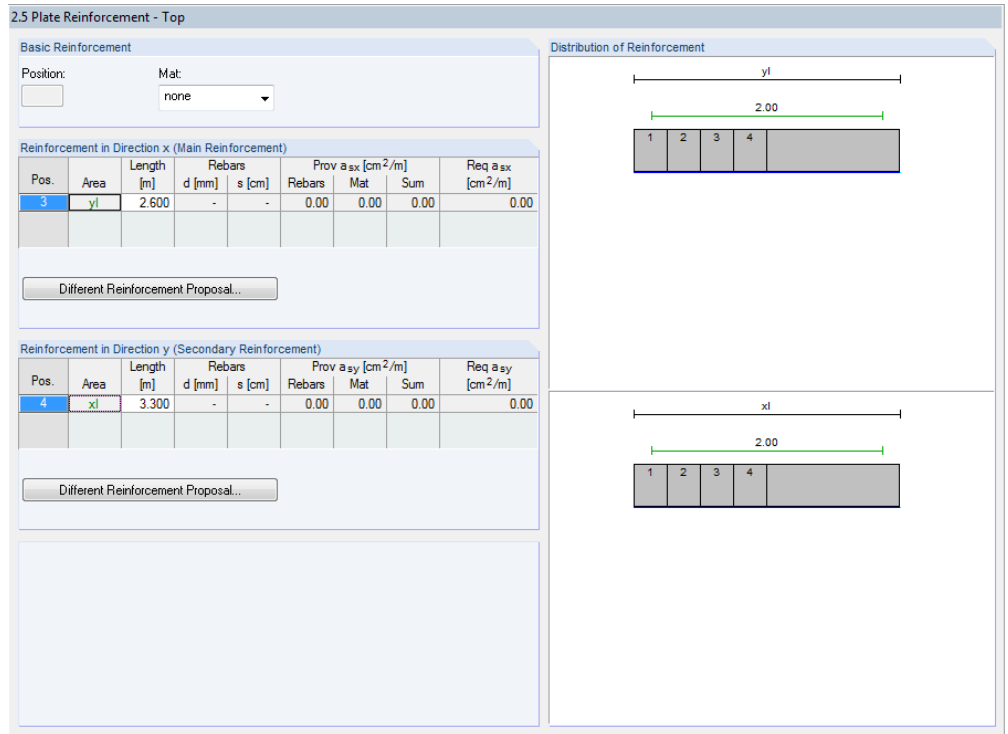 2.5 Plate Reinforcement - Top
Basic Reinforcement
Position: Mat:
none
Reinforcement in Direction x (Main Reinforcement)
Length Rebars Prov asx [cm2/m] Req asx
Pos. Area [m] d [mm] s [cm] Rebars Mat Sum [cm2/m]
3 yl 2.600 - - 0.00 0.00 0.00 0.00
Different Reinforcement Proposal...
Reinforcement in Direction y (Secondary Reinforcement)
Length Rebars Prov asy [cm2/m] Req asy
Pos. Area [m] d [mm] s [cm] Rebars Mat Sum [cm2/m]
4 xl 3.300 - - 0.00 0.00 0.00 0.00
Different Reinforcement Proposal...
Distribution of Reinforcement
yl
2.00
1 2 3 4
xl
2.00
1 2 3 4